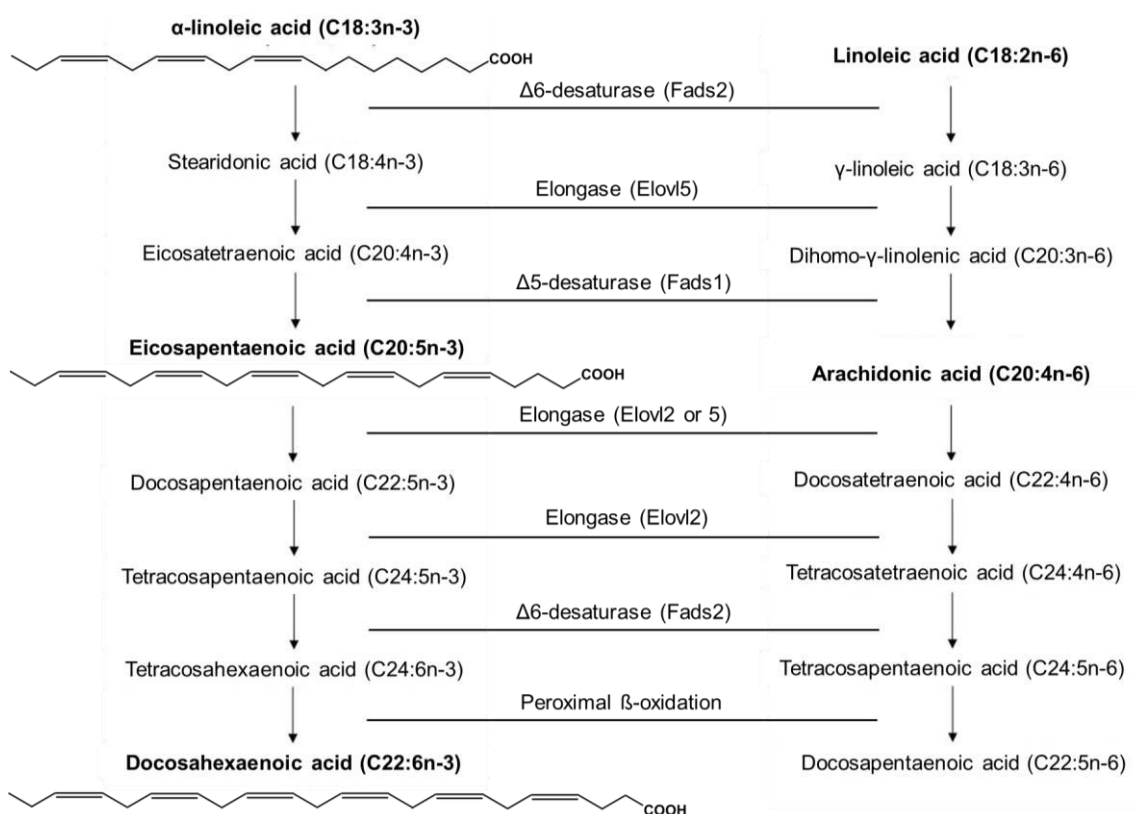 α-linoleic acid (C18:3n-3)
COOH
Linoleic acid (C18:2n-6)
Δ6-desaturase (Fads2)
Stearidonic acid (C18:4n-3)
γ-linoleic acid (C18:3n-6)
Elongase (Elovl5)
Eicosatetraenoic acid (C20:4n-3)
Dihomo-γ-linolenic acid (C20:3n-6)
Δ5-desaturase (Fads1)
Eicosapentaenoic acid (C20:5n-3)
COOH
Arachidonic acid (C20:4n-6)
Elongase (Elovl2 or 5)
Docosapentaenoic acid (C22:5n-3)
Docosatetraenoic acid (C22:4n-6)
Elongase (Elovl2)
Tetracosapentaenoic acid (C24:5n-3)
Tetracosatetraenoic acid (C24:4n-6)
Δ6-desaturase (Fads2)
Tetracosahexaenoic acid (C24:6n-3)
Tetracosapentaenoic acid (C24:5n-6)
Peroximal ß-oxidation
Docosahexaenoic acid (C22:6n-3)
Docosapentaenoic acid (C22:5n-6)
COOH